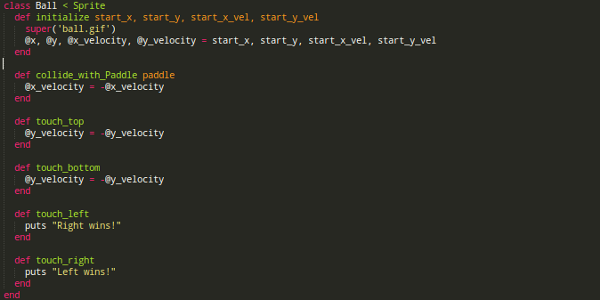 class Ball < Sprite
  def initialize start_x, start_y, start_x_vel, start_y_vel
    super('ball.gif')
    @x, @y, @x_velocity, @y_velocity = start_x, start_y, start_x_vel, start_y_vel
  end
  def collide_with_Paddle paddle
    @x_velocity = -@x_velocity
  end
  def touch_top
    @y_velocity = -@y_velocity
  end
  def touch_bottom
    @y_velocity = -@y_velocity
  end
  def touch_left
    puts "Right wins!"
  end
  def touch_right
    puts "Left wins!"
  end
end